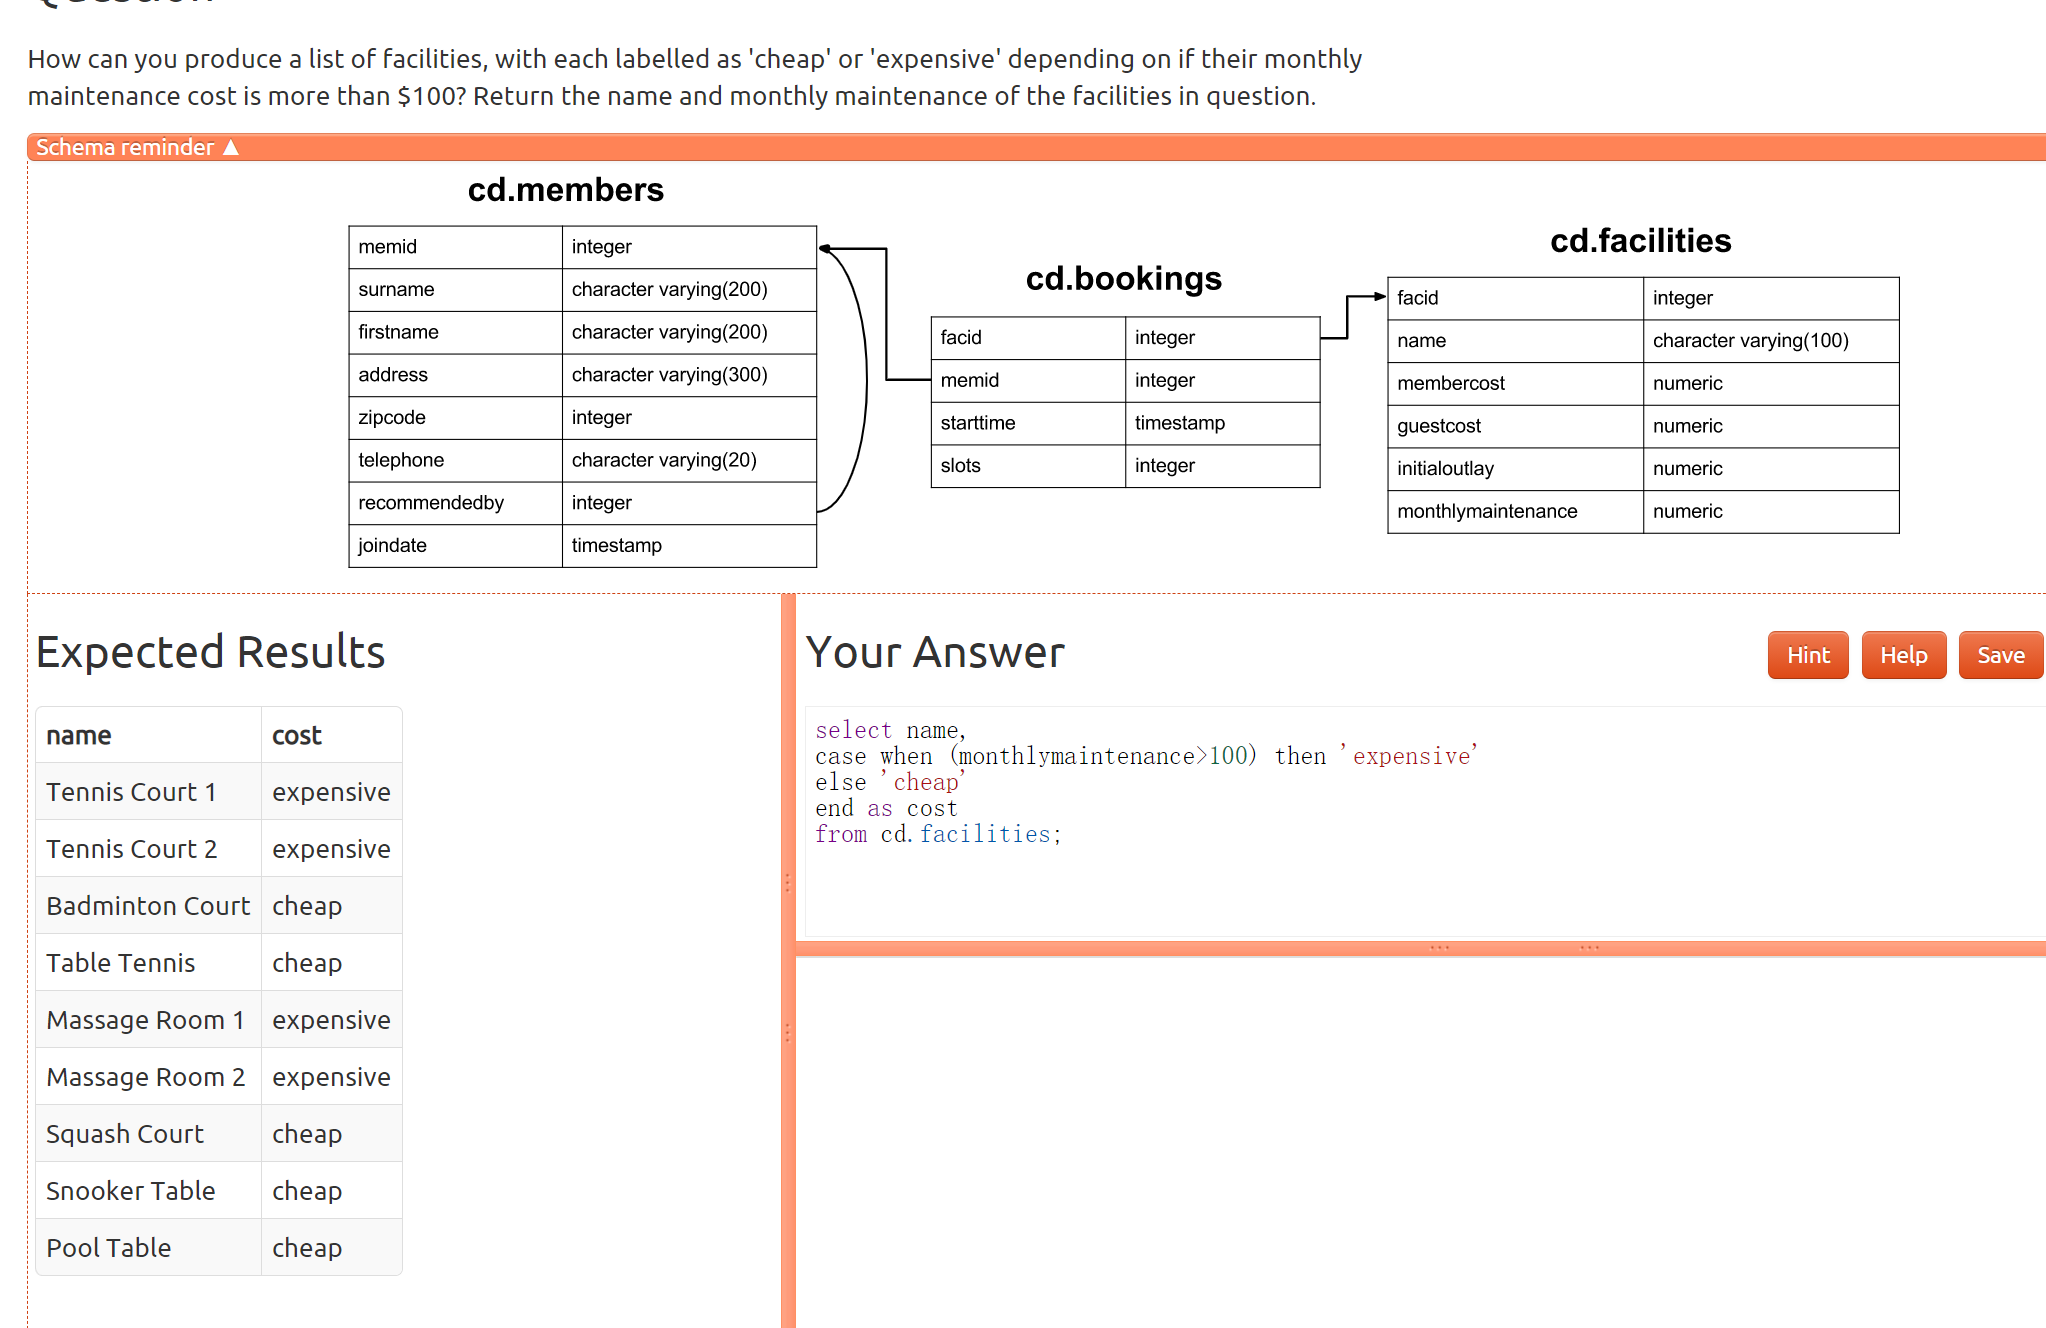 How can you produce a list of facilities, with each labelled as 'cheap' or 'expensive' depending on if their monthly
maintenance cost is more than $100? Return the name and monthly maintenance of the facilities in question.
Schema reminder ▲
cd.members
memid integer
surname character varying(200)
firstname character varying(200)
address character varying(300)
zipcode integer
telephone character varying(20)
recommendedby integer
joindate timestamp
cd.bookings
facid integer
memid integer
starttime timestamp
slots integer
cd.facilities
facid integer
name character varying(100)
membercost numeric
guestcost numeric
initialoutlay numeric
monthlymaintenance numeric
Expected Results
name cost
Tennis Court 1 expensive
Tennis Court 2 expensive
Badminton Court cheap
Table Tennis cheap
Massage Room 1 expensive
Massage Room 2 expensive
Squash Court cheap
Snooker Table cheap
Pool Table cheap
Your Answer
Hint Help Save
select name,
case when (monthlymaintenance>100) then 'expensive'
else 'cheap'
end as cost
from cd.facilities;